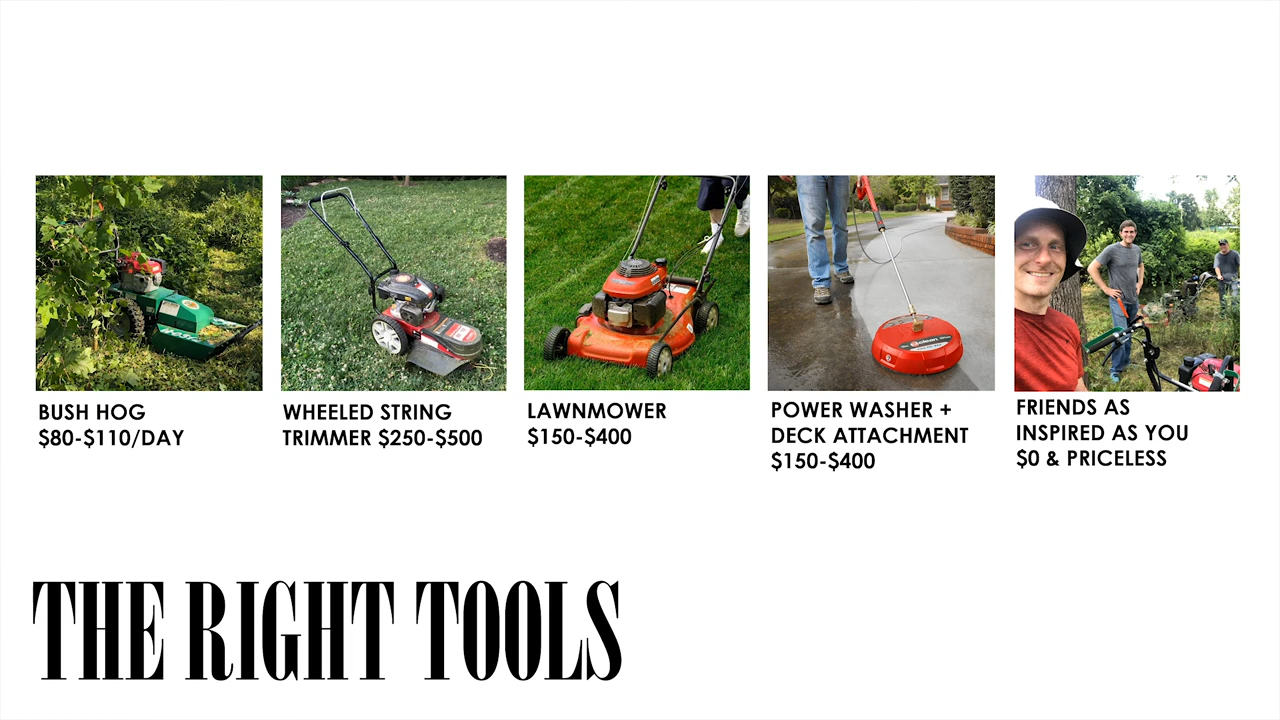 BUSH HOG
$80-$110/DAY
WHEELED STRING
TRIMMER $250-$500
LAWNMOWER
$150-$400
POWER WASHER +
DECK ATTACHMENT
$150-$400
FRIENDS AS
INSPIRED AS YOU
$0 & PRICELESS
THE RIGHT TOOLS